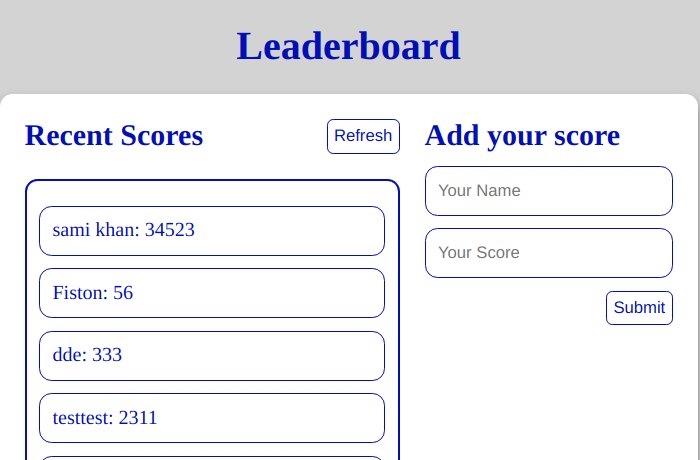 Leaderboard
Recent Scores
Refresh
sami khan: 34523
Fiston: 56
dde: 333
testtest: 2311
Add your score
Your Name
Your Score
Submit